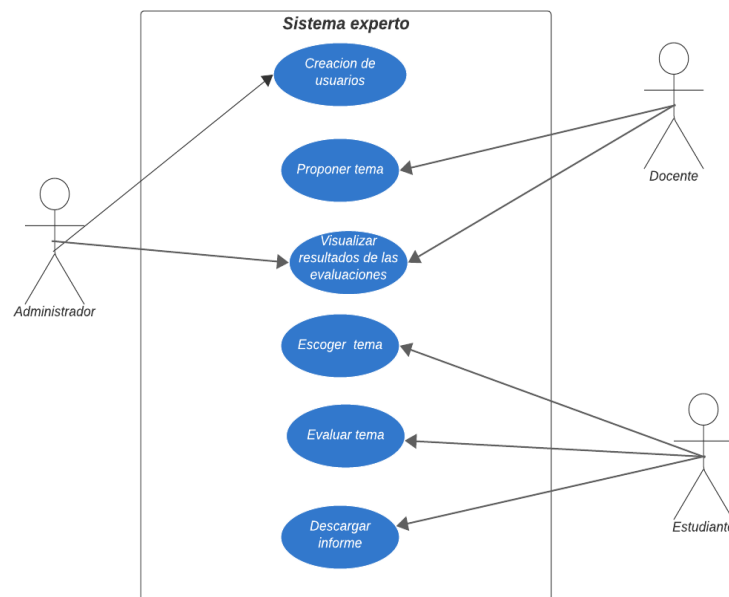 Sistema experto
Creacion de
usuarios
Proponer tema
Docente
Visualizar
resultados de las
evaluaciones
Administrador
Escoger tema
Evaluar tema
Descargar
informe
Estudiante